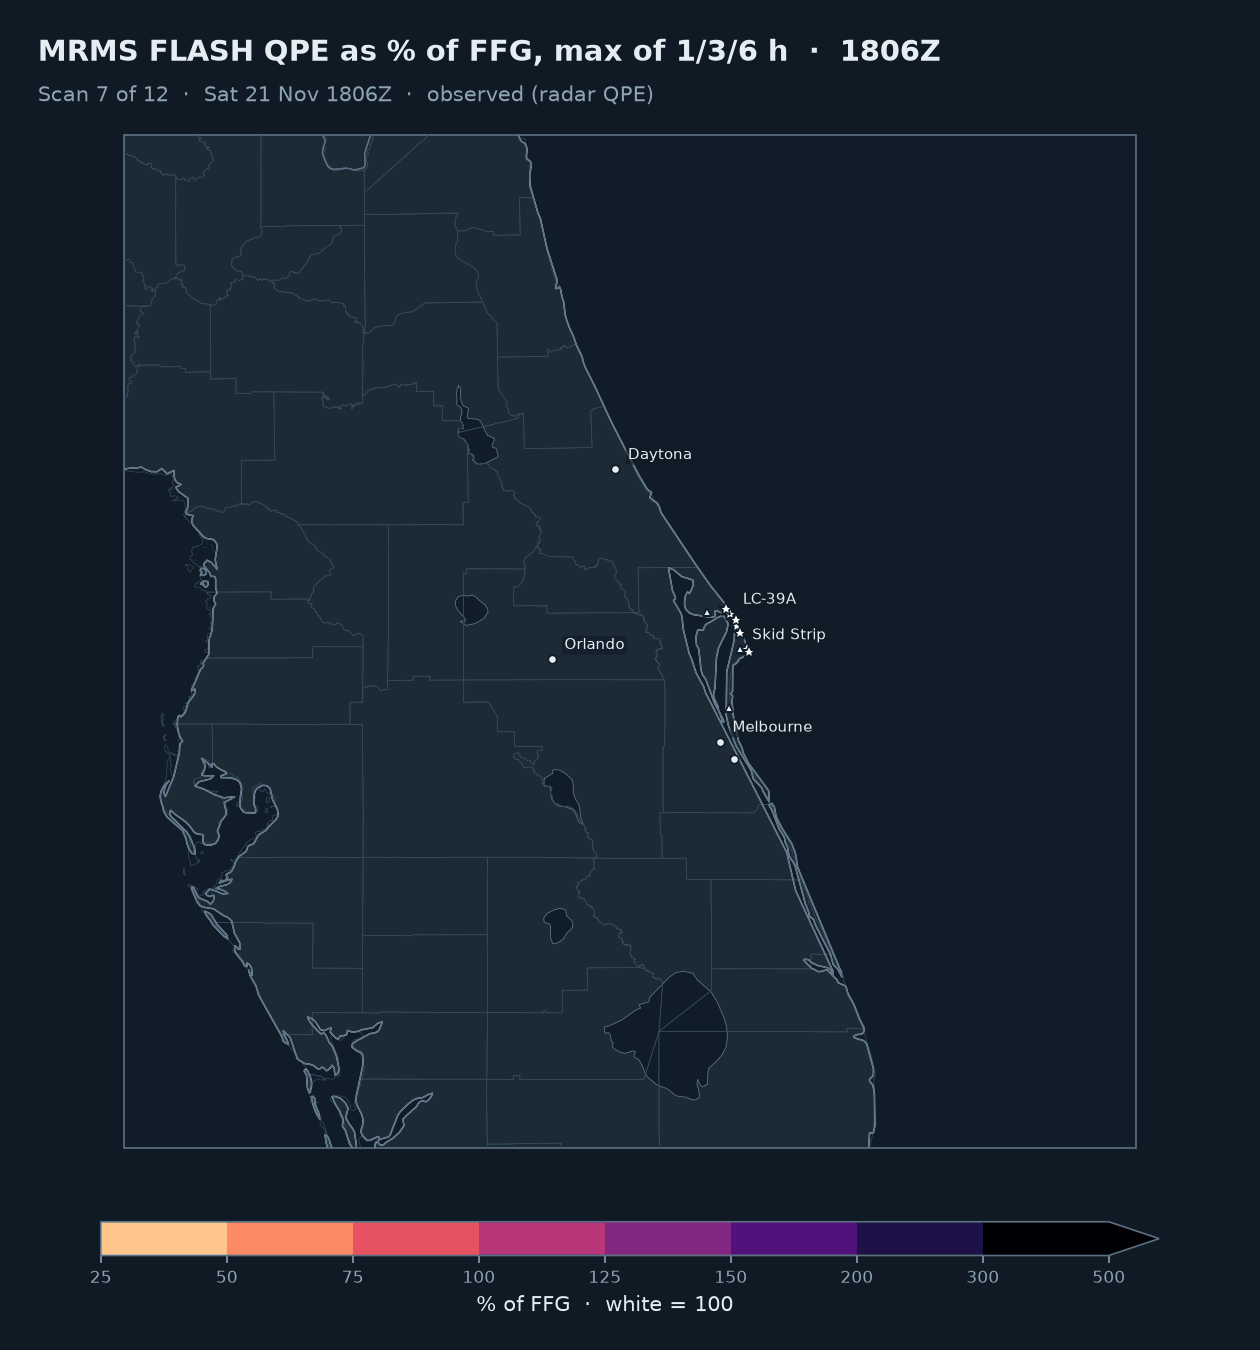 MRMS FLASH QPE as % of FFG, max of 1/3/6 h · 1806Z
Scan 7 of 12 · Sat 21 Nov 1806Z · observed (radar QPE)
Daytona
LC-39A
Skid Strip
Orlando
Melbourne
25 50 75 100 125 150 200 300 500
% of FFG · white = 100